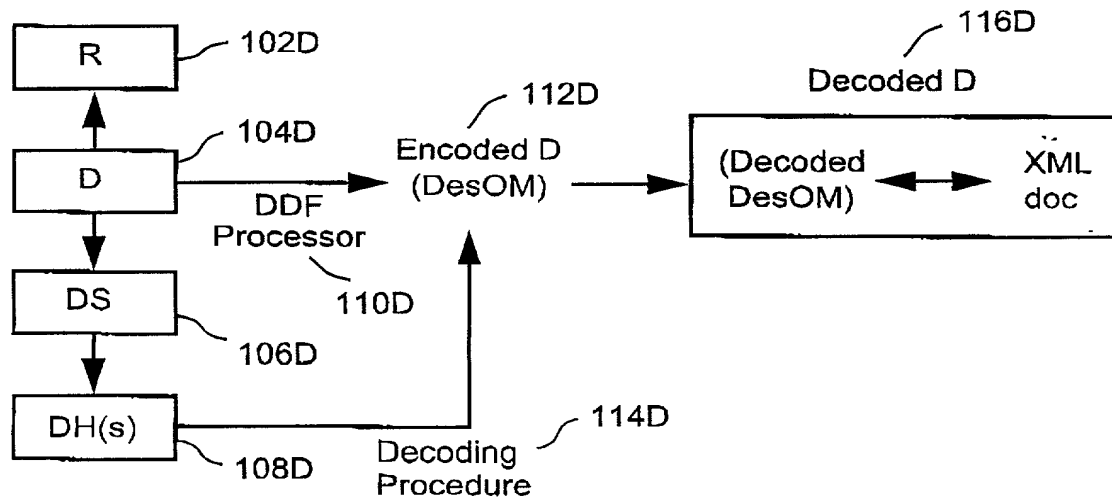 R
102D
D
104D
DS
106D
DH(s)
108D
DDF
Processor
110D
Encoded D
(DesOM)
112D
Decoding
Procedure
114D
116D
Decoded D
(Decoded
DesOM)
XML
doc